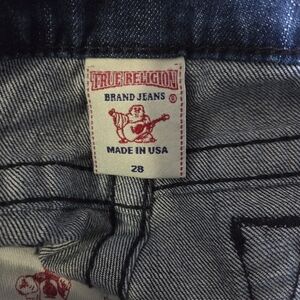 TRUE RELIGION
BRAND JEANS ®
MADE IN USA
28